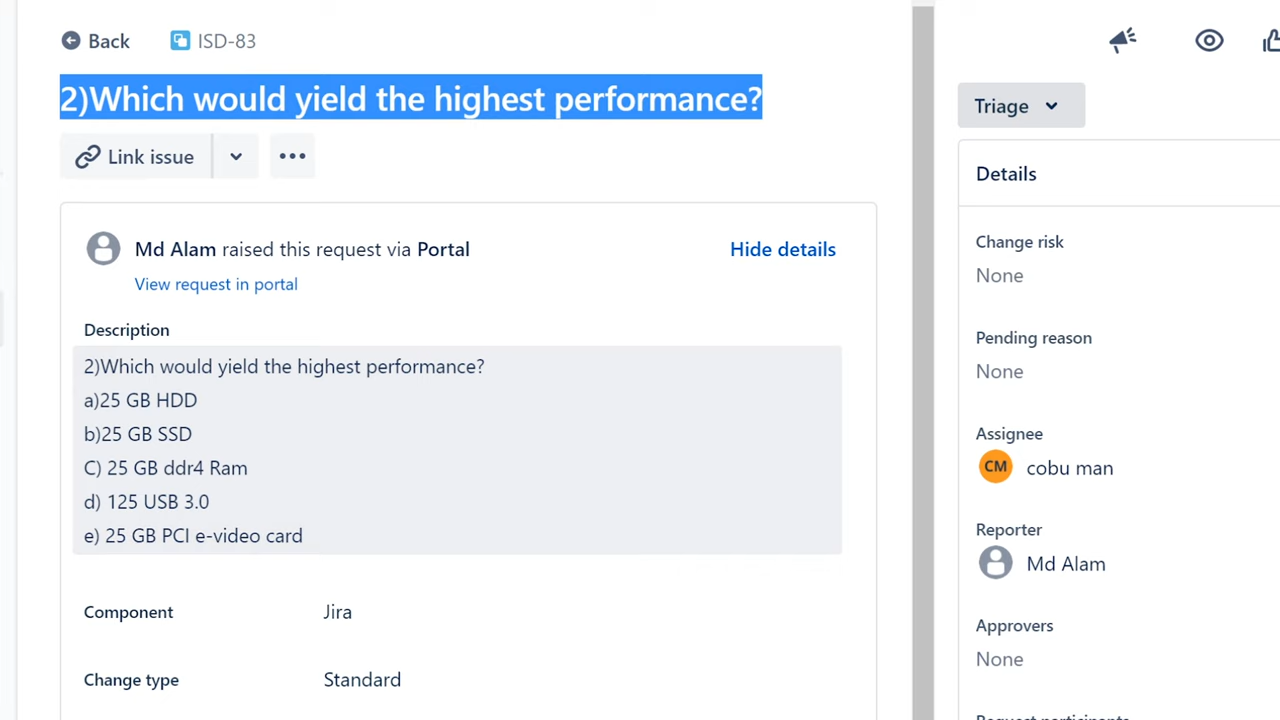 Back
ISD-83
2)Which would yield the highest performance?
Link issue
Md Alam raised this request via Portal
Hide details
View request in portal
Description
2)Which would yield the highest performance?
a)25 GB HDD
b)25 GB SSD
C) 25 GB ddr4 Ram
d) 125 USB 3.0
e) 25 GB PCI e-video card
Component
Jira
Change type
Standard
Triage
Details
Change risk
None
Pending reason
None
Assignee
CM
cobu man
Reporter
Md Alam
Approvers
None
Request participants